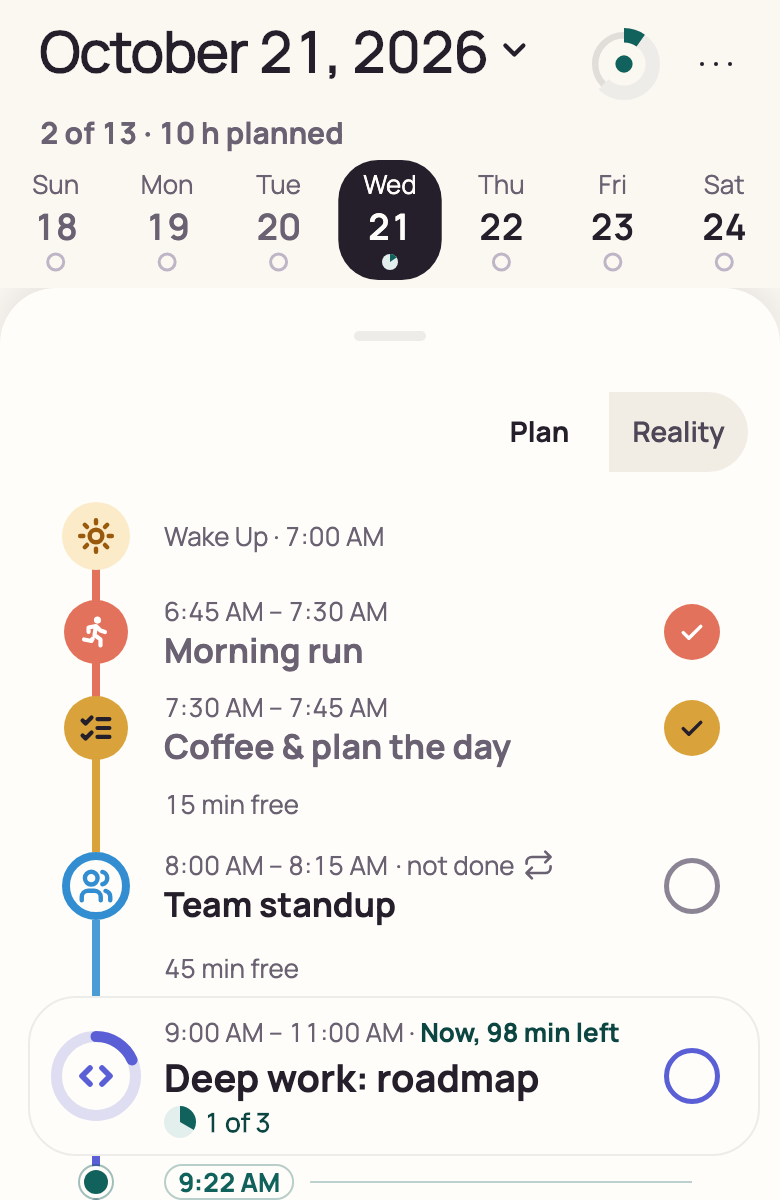 October 21, 2026
...
2 of 13 · 10 h planned
Sun Mon Tue Wed Thu Fri Sat
18 19 20 21 22 23 24
Plan Reality
Wake Up · 7:00 AM
6:45 AM – 7:30 AM
Morning run
7:30 AM – 7:45 AM
Coffee & plan the day
15 min free
8:00 AM – 8:15 AM · not done
Team standup
45 min free
9:00 AM – 11:00 AM · Now, 98 min left
Deep work: roadmap
1 of 3
9:22 AM